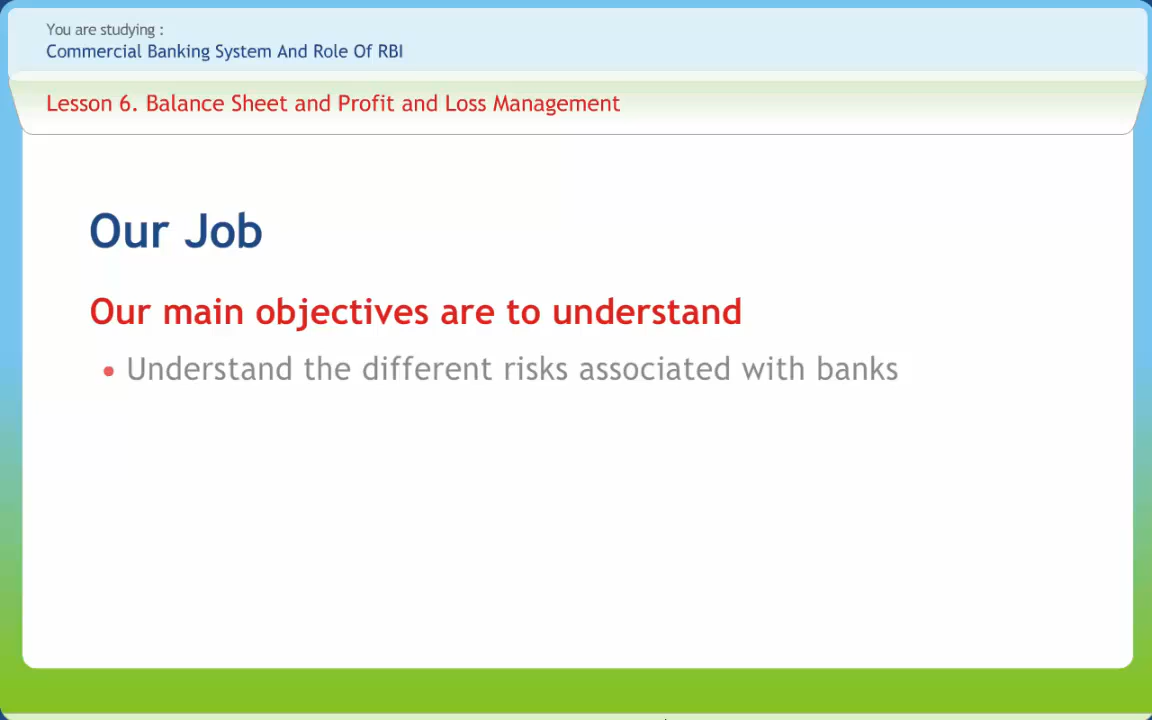 You are studying :
Commercial Banking System And Role Of RBI
Lesson 6. Balance Sheet and Profit and Loss Management
Our Job
Our main objectives are to understand
• Understand the different risks associated with banks